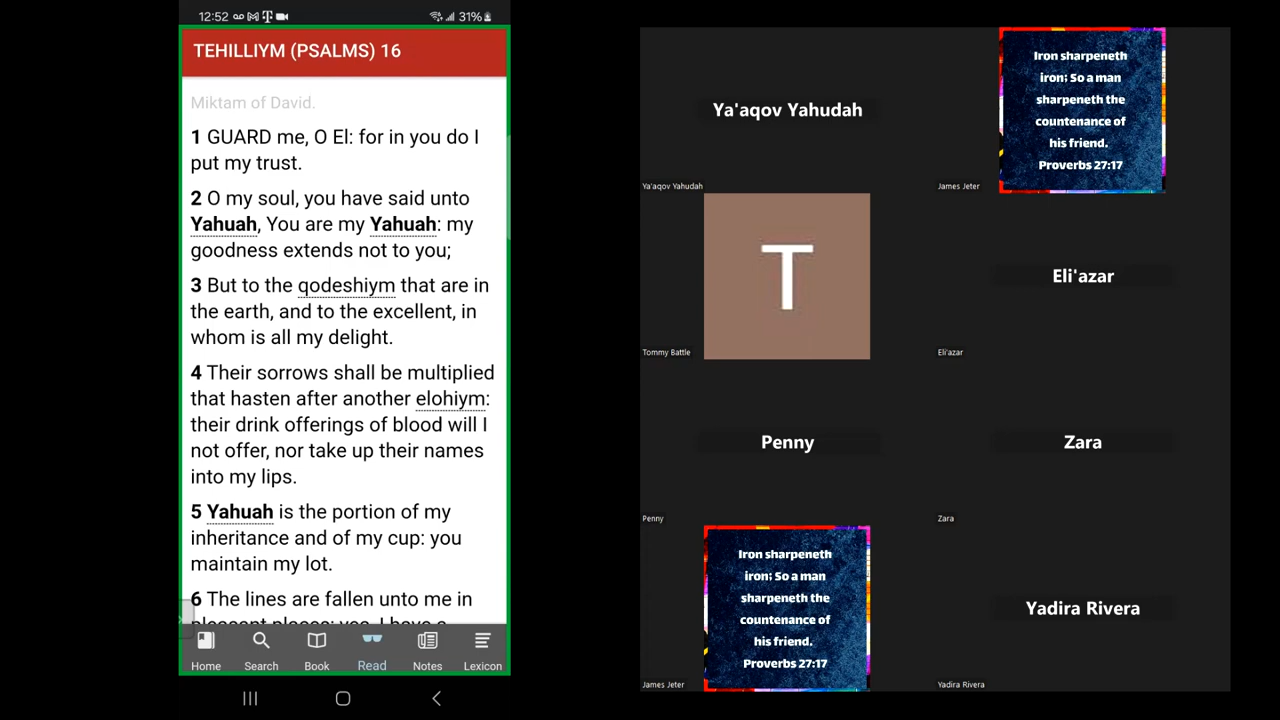 12:52
31%
TEHILLIYM (PSALMS) 16
Miktam of David.
1 GUARD me, O El: for in you do I
put my trust.
2 O my soul, you have said unto
Yahuah, You are my Yahuah: my
goodness extends not to you;
3 But to the qodeshiym that are in
the earth, and to the excellent, in
whom is all my delight.
4 Their sorrows shall be multiplied
that hasten after another elohiym:
their drink offerings of blood will I
not offer, nor take up their names
into my lips.
5 Yahuah is the portion of my
inheritance and of my cup: you
maintain my lot.
6 The lines are fallen unto me in
Home
Search
Book
Read
Notes
Lexicon
Ya'aqov Yahudah
Ya'aqov Yahudah
Iron sharpeneth
iron; So a man
sharpeneth the
countenance of
his friend.
Proverbs 27:17
James Jeter
T
Tommy Battle
Eli'azar
Eli'azar
Penny
Penny
Zara
Zara
Iron sharpeneth
iron; So a man
sharpeneth the
countenance of
his friend.
Proverbs 27:17
James Jeter
Yadira Rivera
Yadira Rivera